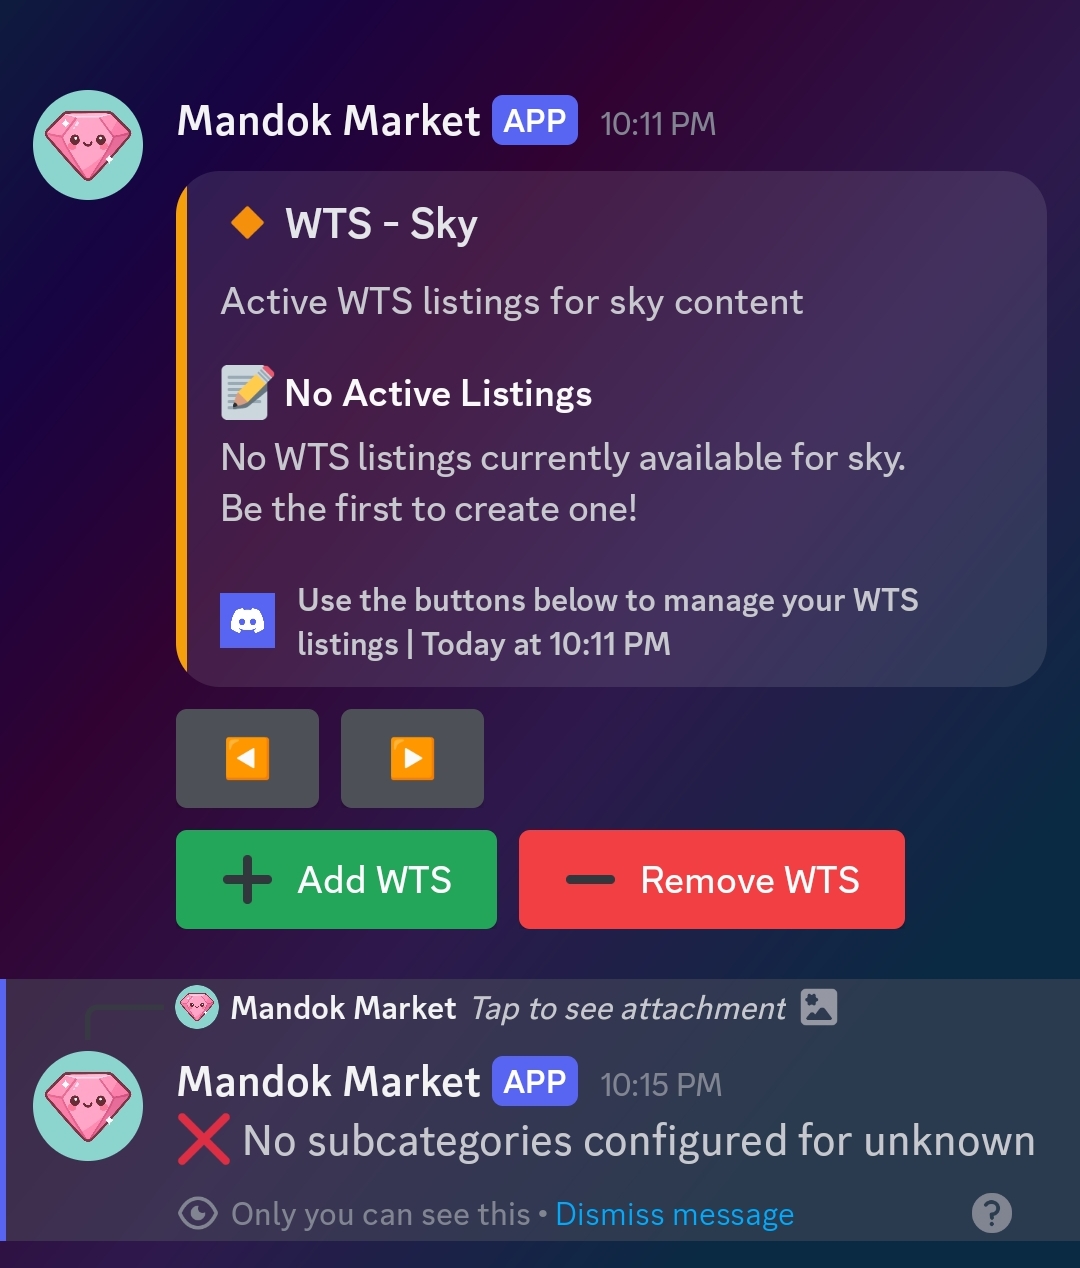 Mandok Market APP 10:11 PM
WTS - Sky
Active WTS listings for sky content
No Active Listings
No WTS listings currently available for sky.
Be the first to create one!
Use the buttons below to manage your WTS
listings | Today at 10:11 PM
Add WTS Remove WTS
Mandok Market Tap to see attachment
Mandok Market APP 10:15 PM
No subcategories configured for unknown
Only you can see this • Dismiss message ?